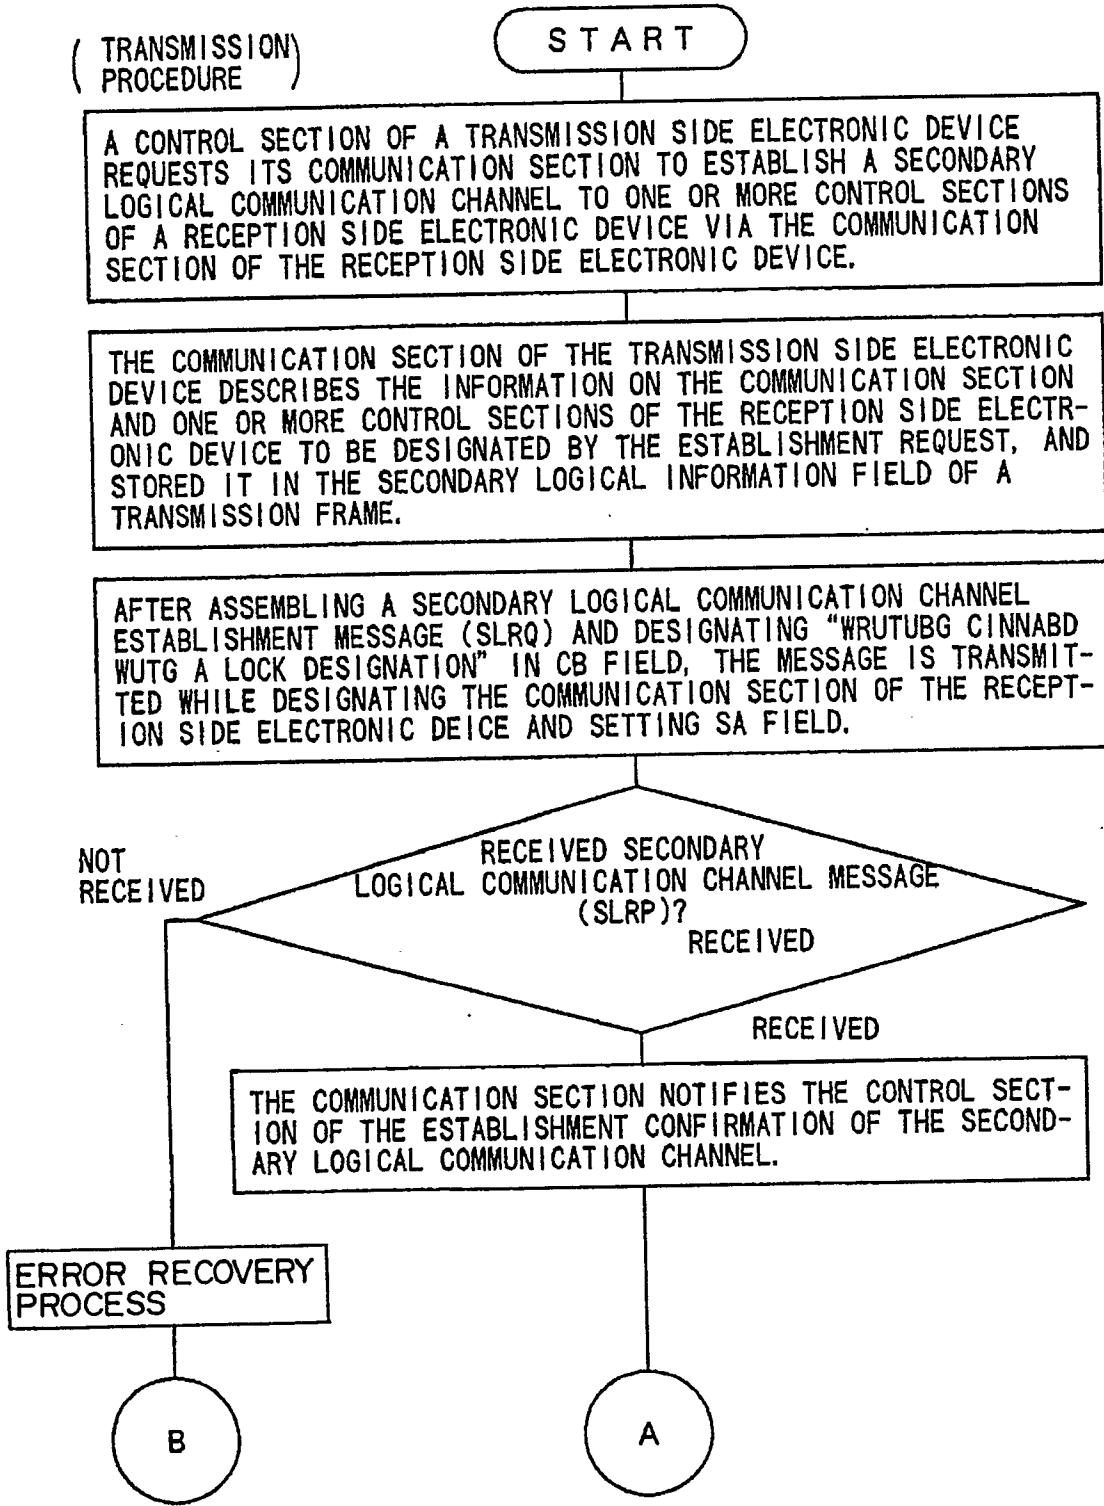 ( TRANSMISSION
PROCEDURE )
START
A CONTROL SECTION OF A TRANSMISSION SIDE ELECTRONIC DEVICE
REQUESTS ITS COMMUNICATION SECTION TO ESTABLISH A SECONDARY
LOGICAL COMMUNICATION CHANNEL TO ONE OR MORE CONTROL SECTIONS
OF A RECEPTION SIDE ELECTRONIC DEVICE VIA THE COMMUNICATION
SECTION OF THE RECEPTION SIDE ELECTRONIC DEVICE.
THE COMMUNICATION SECTION OF THE TRANSMISSION SIDE ELECTRONIC
DEVICE DESCRIBES THE INFORMATION ON THE COMMUNICATION SECTION
AND ONE OR MORE CONTROL SECTIONS OF THE RECEPTION SIDE ELECTR-
ONIC DEVICE TO BE DESIGNATED BY THE ESTABLISHMENT REQUEST, AND
STORED IT IN THE SECONDARY LOGICAL INFORMATION FIELD OF A
TRANSMISSION FRAME.
AFTER ASSEMBLING A SECONDARY LOGICAL COMMUNICATION CHANNEL
ESTABLISHMENT MESSAGE (SLRQ) AND DESIGNATING "WRUTUBG CINNABD
WUTG A LOCK DESIGNATION" IN CB FIELD, THE MESSAGE IS TRANSMIT-
TED WHILE DESIGNATING THE COMMUNICATION SECTION OF THE RECEPT-
ION SIDE ELECTRONIC DEICE AND SETTING SA FIELD.
RECEIVED SECONDARY
LOGICAL COMMUNICATION CHANNEL MESSAGE
(SLRP)?
RECEIVED
NOT
RECEIVED
RECEIVED
THE COMMUNICATION SECTION NOTIFIES THE CONTROL SECT-
ION OF THE ESTABLISHMENT CONFIRMATION OF THE SECOND-
ARY LOGICAL COMMUNICATION CHANNEL.
ERROR RECOVERY
PROCESS
B
A